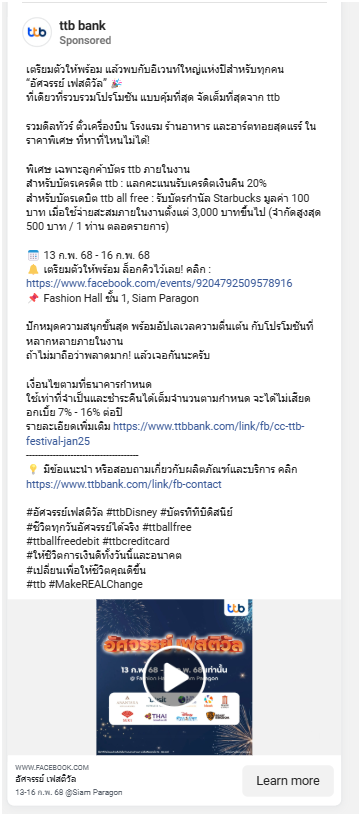 ttb bank
Sponsored
เตรียมตัวให้พร้อม แล้วพบกับอีเวนท์ใหญ่แห่งปีสำหรับทุกคน
“อัศจรรย์ เฟสติวัล” 🎉
ที่เดียวที่รวบรวมโปรโมชัน แบบคุ้มที่สุด จัดเต็มที่สุดจาก ttb
รวมดีลทัวร์ ตั๋วเครื่องบิน โรงแรม ร้านอาหาร และอาร์ตทอยสุดแรร์ ใน
ราคาพิเศษ ที่หาที่ไหนไม่ได้!
พิเศษ เฉพาะลูกค้าบัตร ttb ภายในงาน
สำหรับบัตรเครดิต ttb : แลกคะแนนรับเครดิตเงินคืน 20%
สำหรับบัตรเดบิต ttb all free : รับบัตรกำนัล Starbucks มูลค่า 100
บาท เมื่อใช้จ่ายสะสมภายในงานตั้งแต่ 3,000 บาทขึ้นไป (จำกัดสูงสุด
500 บาท / 1 ท่าน ตลอดรายการ)
🗓️ 13 ก.พ. 68 - 16 ก.พ. 68
🔔 เตรียมตัวให้พร้อม ล็อกคิวไว้เลย! คลิก :
https://www.facebook.com/events/9204792509578916
📌 Fashion Hall ชั้น 1, Siam Paragon
ปักหมุดความสนุกขั้นสุด พร้อมอัปเลเวลความตื่นเต้น กับโปรโมชันที่
หลากหลายภายในงาน
ถ้าไม่มาถือว่าพลาดมาก! แล้วเจอกันนะครับ
เงื่อนไขตามที่ธนาคารกำหนด
ใช้เท่าที่จำเป็นและชำระคืนได้เต็มจำนวนตามกำหนด จะได้ไม่เสียด
อกเบี้ย 7% - 16% ต่อปี
รายละเอียดเพิ่มเติม https://www.ttbbank.com/link/fb/cc-ttb-
festival-jan25
------------------------------------
💡 มีข้อแนะนำ หรือสอบถามเกี่ยวกับผลิตภัณฑ์และบริการ คลิก
https://www.ttbbank.com/link/fb-contact
#อัศจรรย์เฟสติวัล #ttbDisney #บัตรทีทีบีดิสนีย์
#ชีวิตทุกวันอัศจรรย์ได้จริง #ttballfree
#ttballfreedebit #ttbcreditcard
#ให้ชีวิตการเงินดีทั้งวันนี้และอนาคต
#เปลี่ยนเพื่อให้ชีวิตคุณดีขึ้น
#ttb #MakeREALChange
ttb
อัศจรรย์ เฟสติวัล
13 ก.พ. 68 เท่านั้น
@ Fashion Paragon
THAI
WWW.FACEBOOK.COM
อัศจรรย์ เฟสติวัล
13-16 ก.พ. 68 @Siam Paragon
Learn more